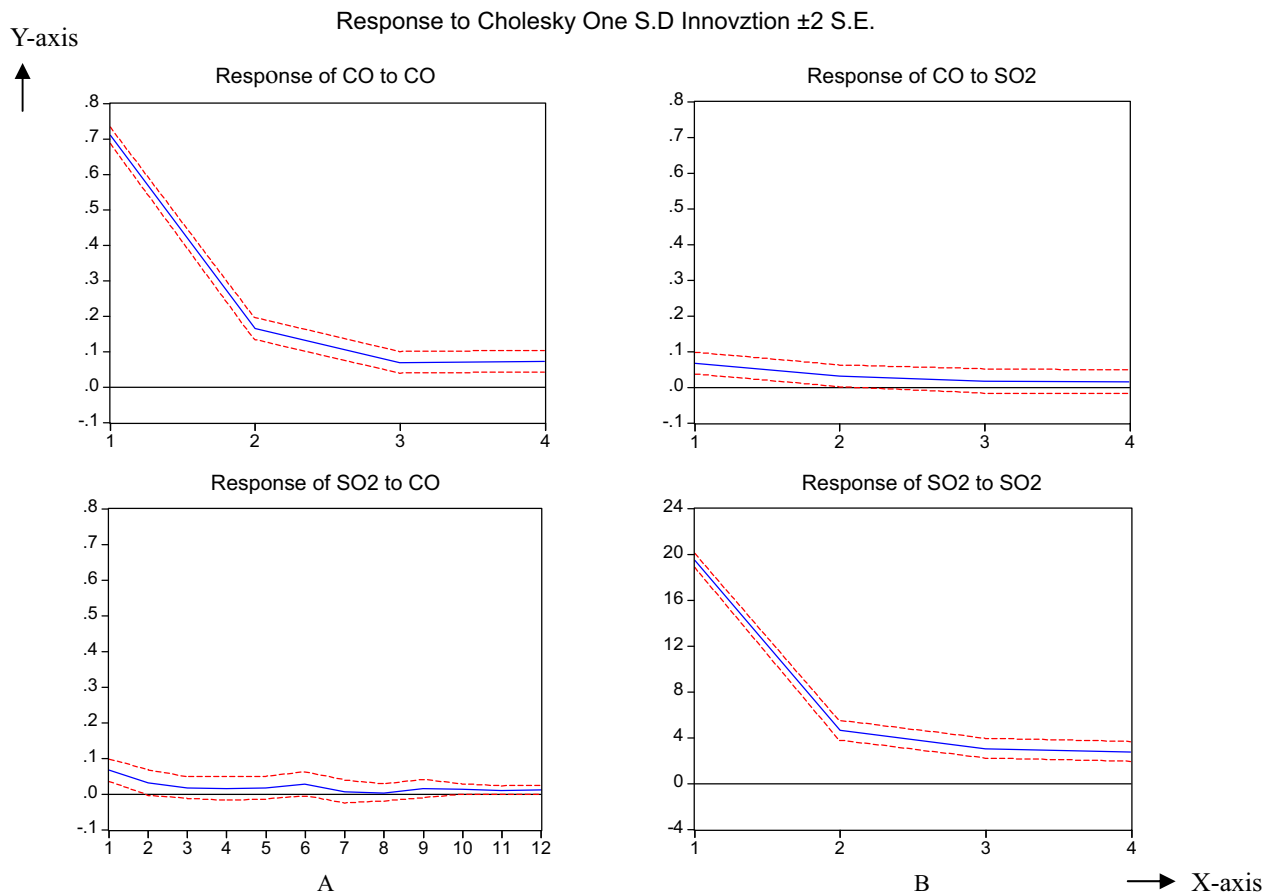 Response to Cholesky One S.D Innovztion ±2 S.E.
Y-axis
Response of CO to CO
.8
.7
.6
.5
.4
.3
.2
.1
.0
-.1
1 2 3 4
Response of CO to SO2
.8
.7
.6
.5
.4
.3
.2
.1
.0
-.1
1 2 3 4
Response of SO2 to CO
.8
.7
.6
.5
.4
.3
.2
.1
.0
-.1
1 2 3 4 5 6 7 8 9 10 11 12
A
Response of SO2 to SO2
24
20
16
12
8
4
0
-4
1 2 3 4
B
X-axis